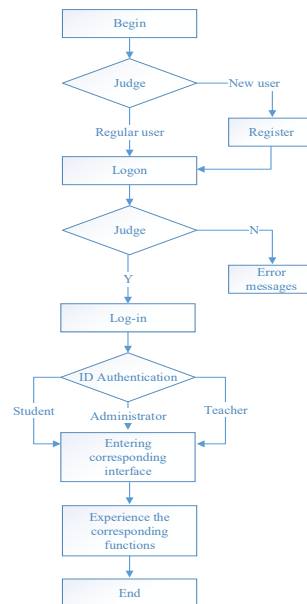 Begin
Judge
New user
Regular user
Register
Logon
Judge
N
Y
Error
messages
Log-in
ID Authentication
Student
Administrator
Teacher
Entering
corresponding
interface
Experience the
corresponding
functions
End